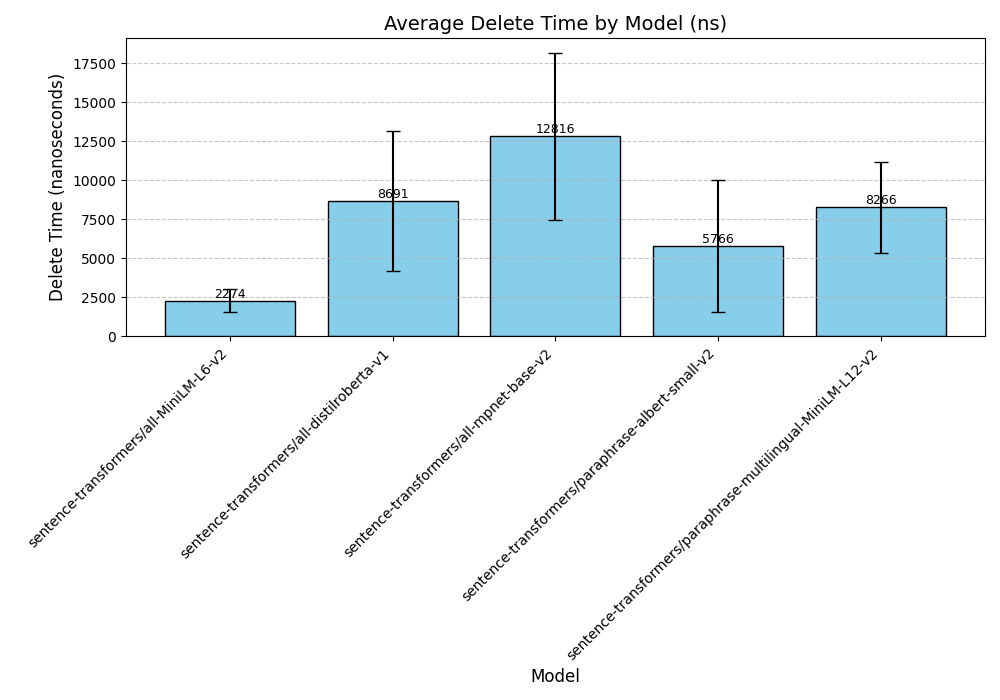 Average Delete Time by Model (ns)
Delete Time (nanoseconds)
17500
15000
12500
10000
7500
5000
2500
0
2274
8691
12816
5766
8266
sentence-transformers/all-MiniLM-L6-v2
sentence-transformers/all-distilroberta-v1
sentence-transformers/all-mpnet-base-v2
sentence-transformers/paraphrase-albert-small-v2
sentence-transformers/paraphrase-multilingual-MiniLM-L12-v2
Model